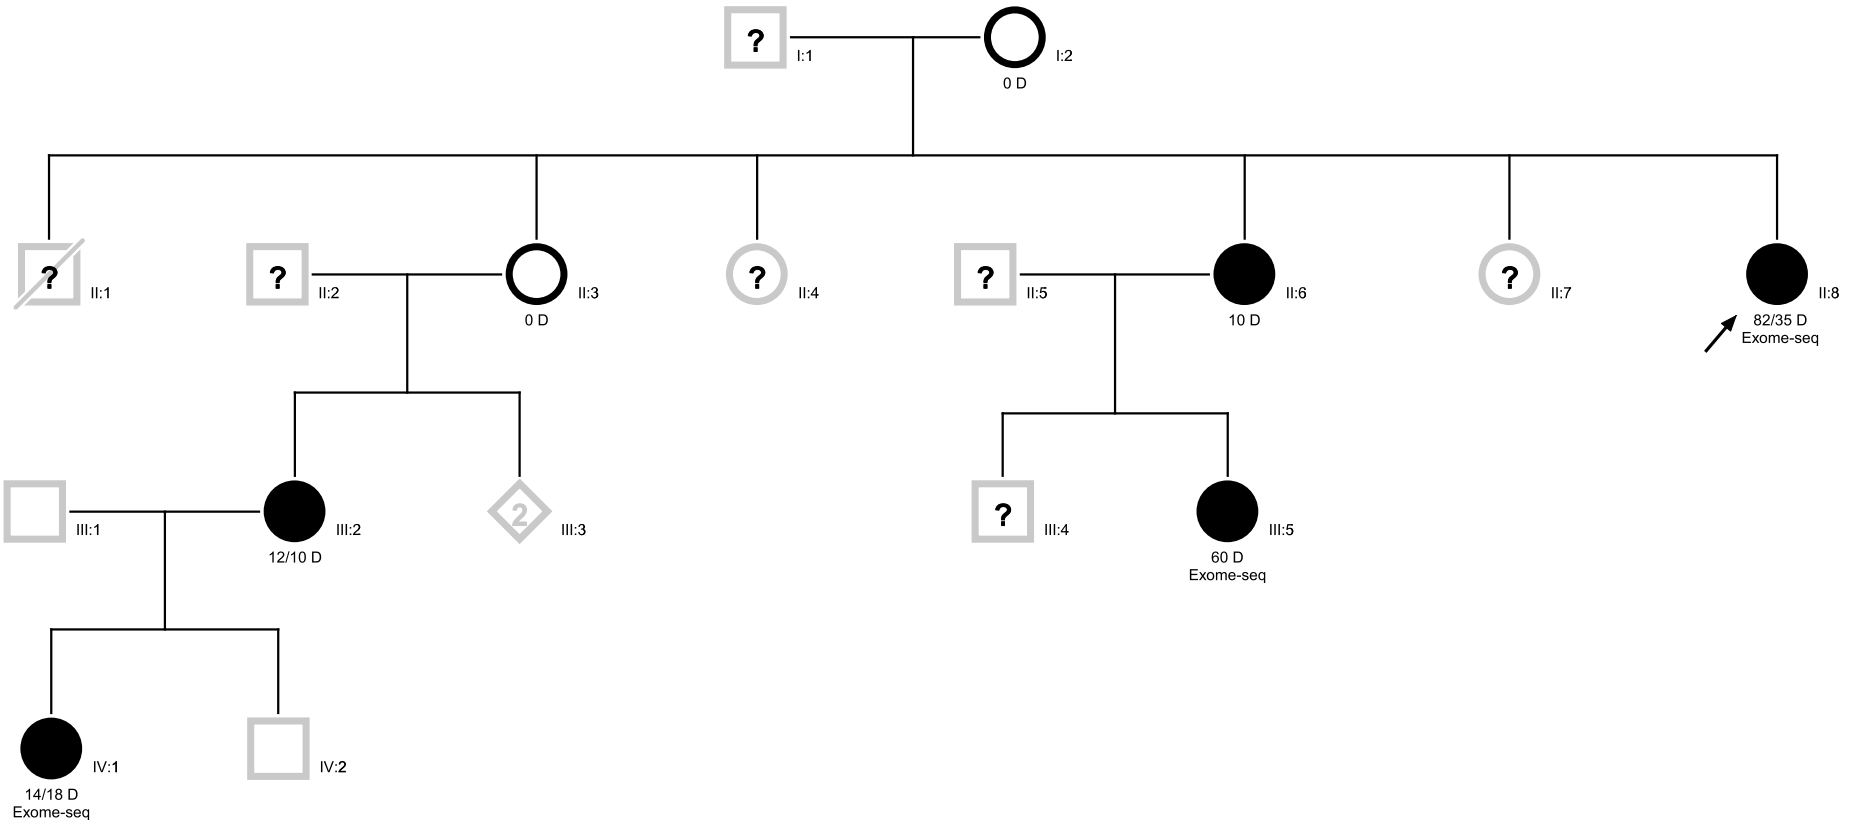 ?
I:1
I:2
0 D
?
II:1
?
II:2
II:3
0 D
?
II:4
?
II:5
II:6
10 D
?
II:7
II:8
82/35 D
Exome-seq
III:1
III:2
12/10 D
2
III:3
?
III:4
III:5
60 D
Exome-seq
IV:1
14/18 D
Exome-seq
IV:2